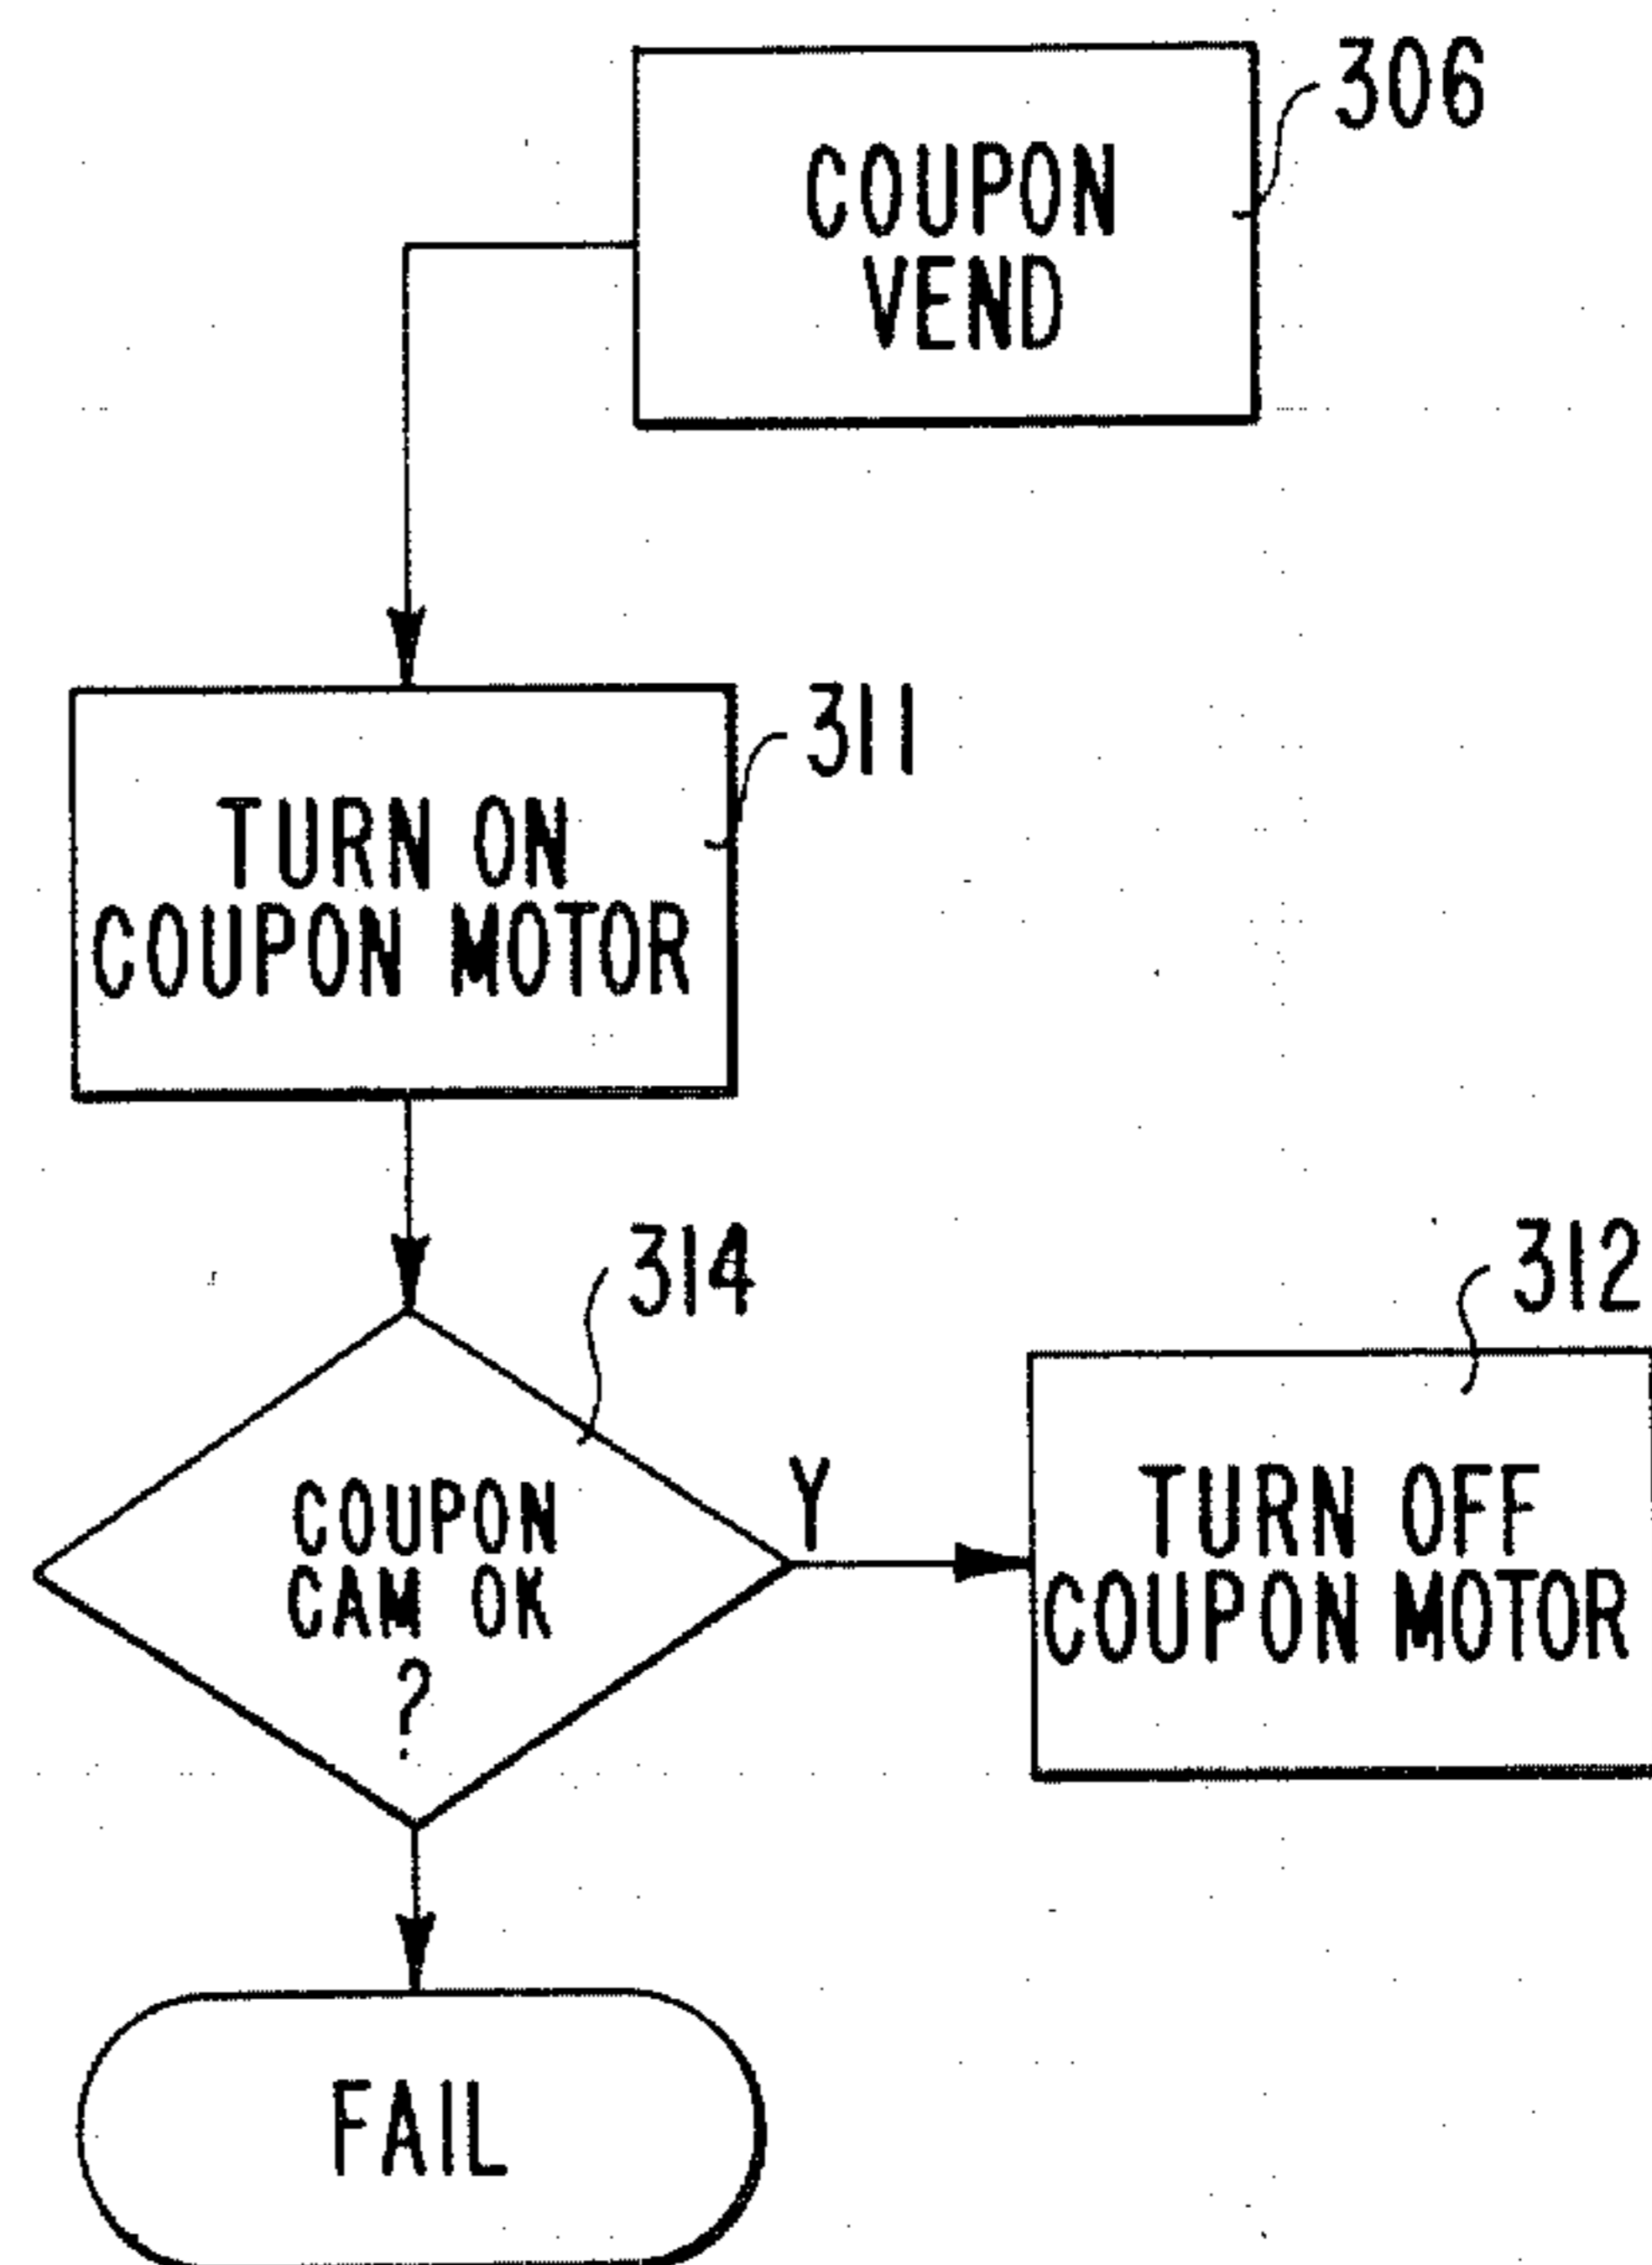 306
COUPON
VEND
311
TURN ON
COUPON MOTOR
314
312
COUPON
CAM OK
?
Y
TURN OFF
COUPON MOTOR
FAIL